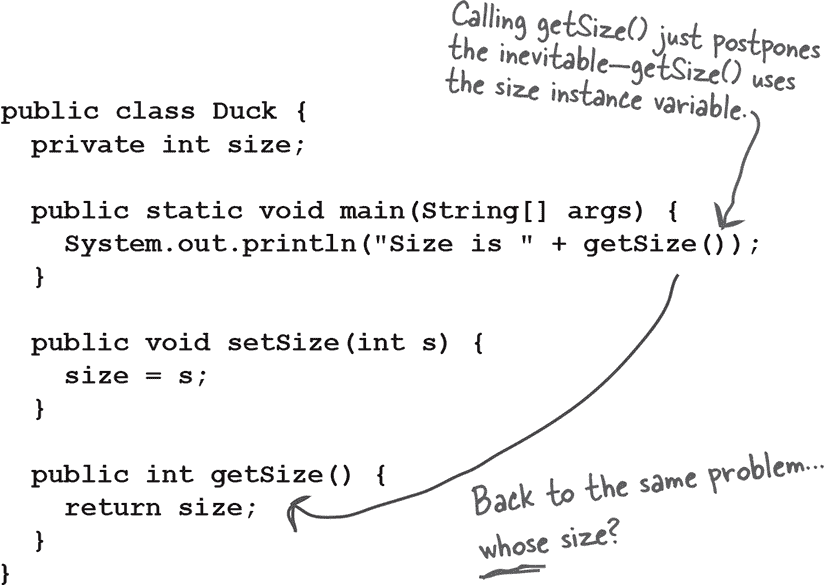 Calling getSize() just postpones
the inevitable—getSize() uses
the size instance variable.
public class Duck {
private int size;
public static void main(String[] args) {
System.out.println("Size is " + getSize());
}
public void setSize(int s) {
size = s;
}
public int getSize() {
return size;
}
}
Back to the same problem...
whose size?